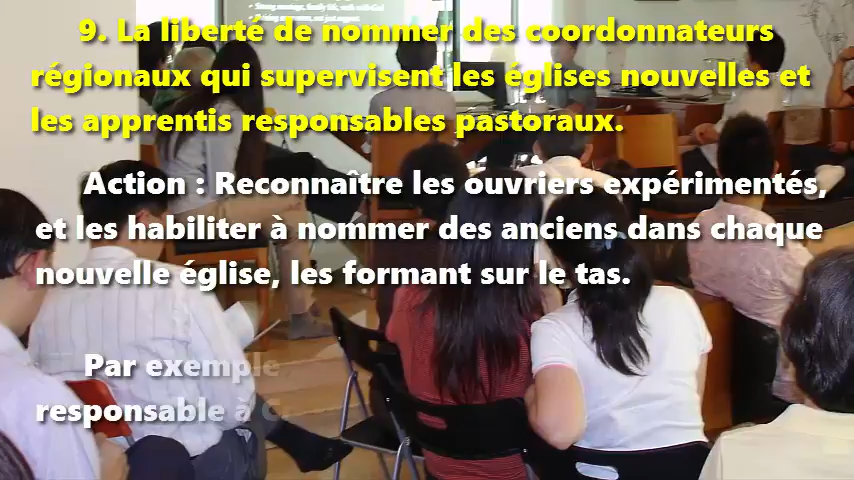 9. La liberté de nommer des coordonnateurs
régionaux qui supervisent les églises nouvelles et
les apprentis responsables pastoraux.
Action : Reconnaître les ouvriers expérimentés,
et les habiliter à nommer des anciens dans chaque
nouvelle église, les formant sur le tas.
Par exemple
responsable à